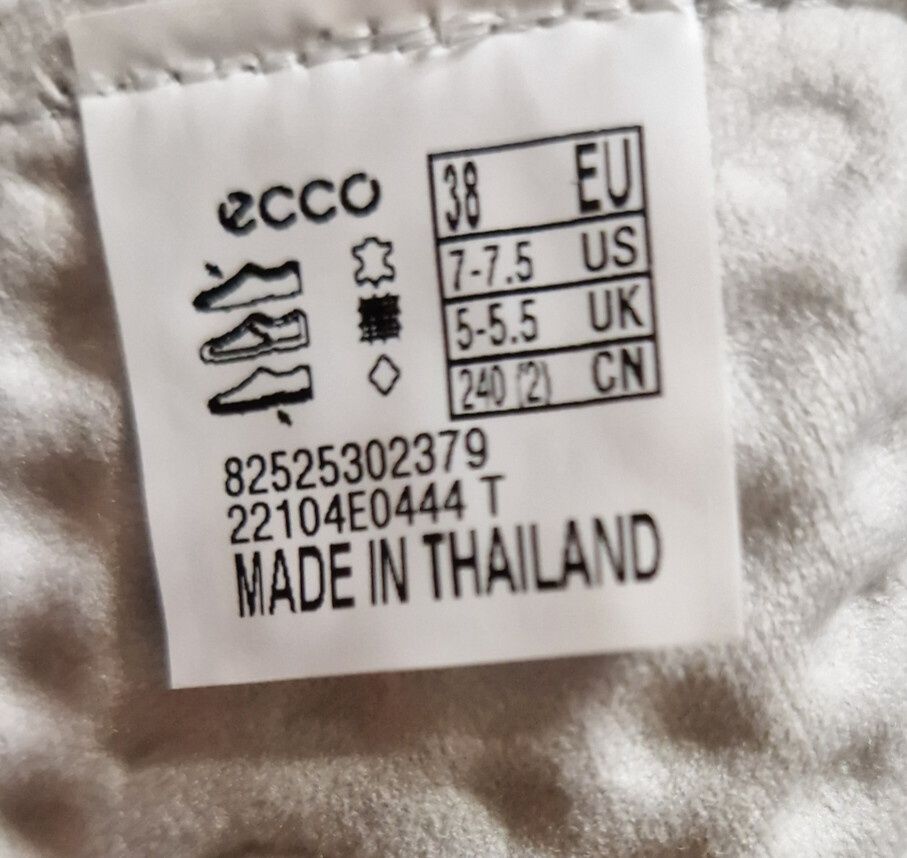 ecco
38 EU
7-7.5 US
5-5.5 UK
240 (2) CN
82525302379
22104E0444 T
MADE IN THAILAND